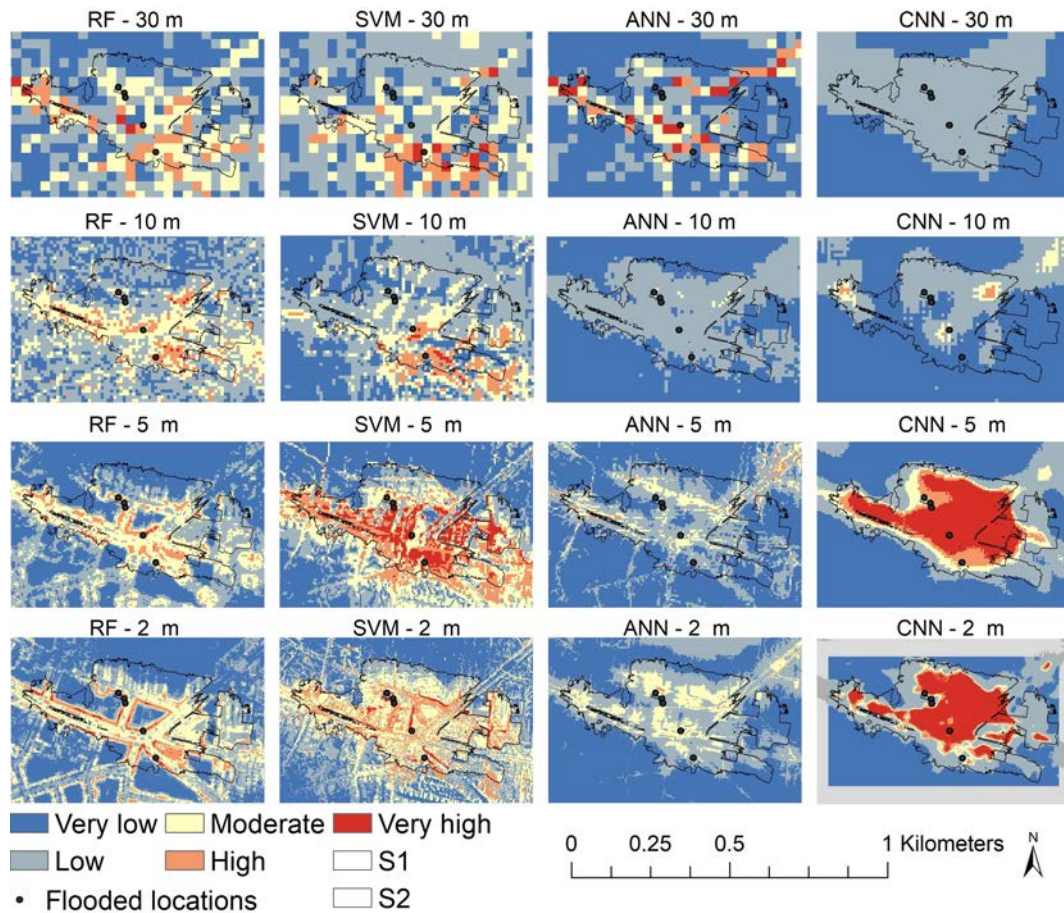 RF - 30 m SVM - 30 m ANN - 30 m CNN - 30 m
RF - 10 m SVM - 10 m ANN - 10 m CNN - 10 m
RF - 5 m SVM - 5 m ANN - 5 m CNN - 5 m
RF - 2 m SVM - 2 m ANN - 2 m CNN - 2 m
Very low Moderate Very high
Low High S1
Flooded locations S2
0 0.25 0.5 1 Kilometers
N